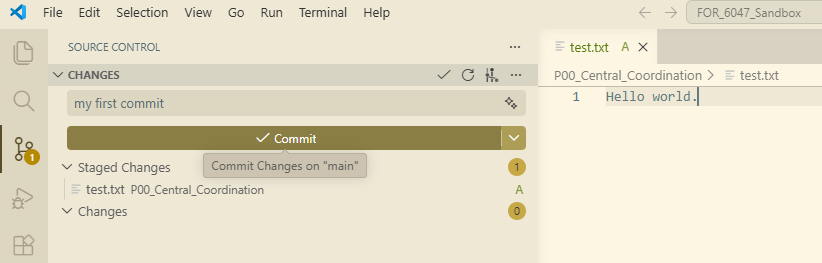 File Edit Selection View Go Run Terminal Help FOR_6047_Sandbox
SOURCE CONTROL
CHANGES
my first commit
Commit
Commit Changes on "main"
Staged Changes 1
test.txt P00_Central_Coordination A
Changes 0
1
test.txt A
P00_Central_Coordination > test.txt
1 Hello world.